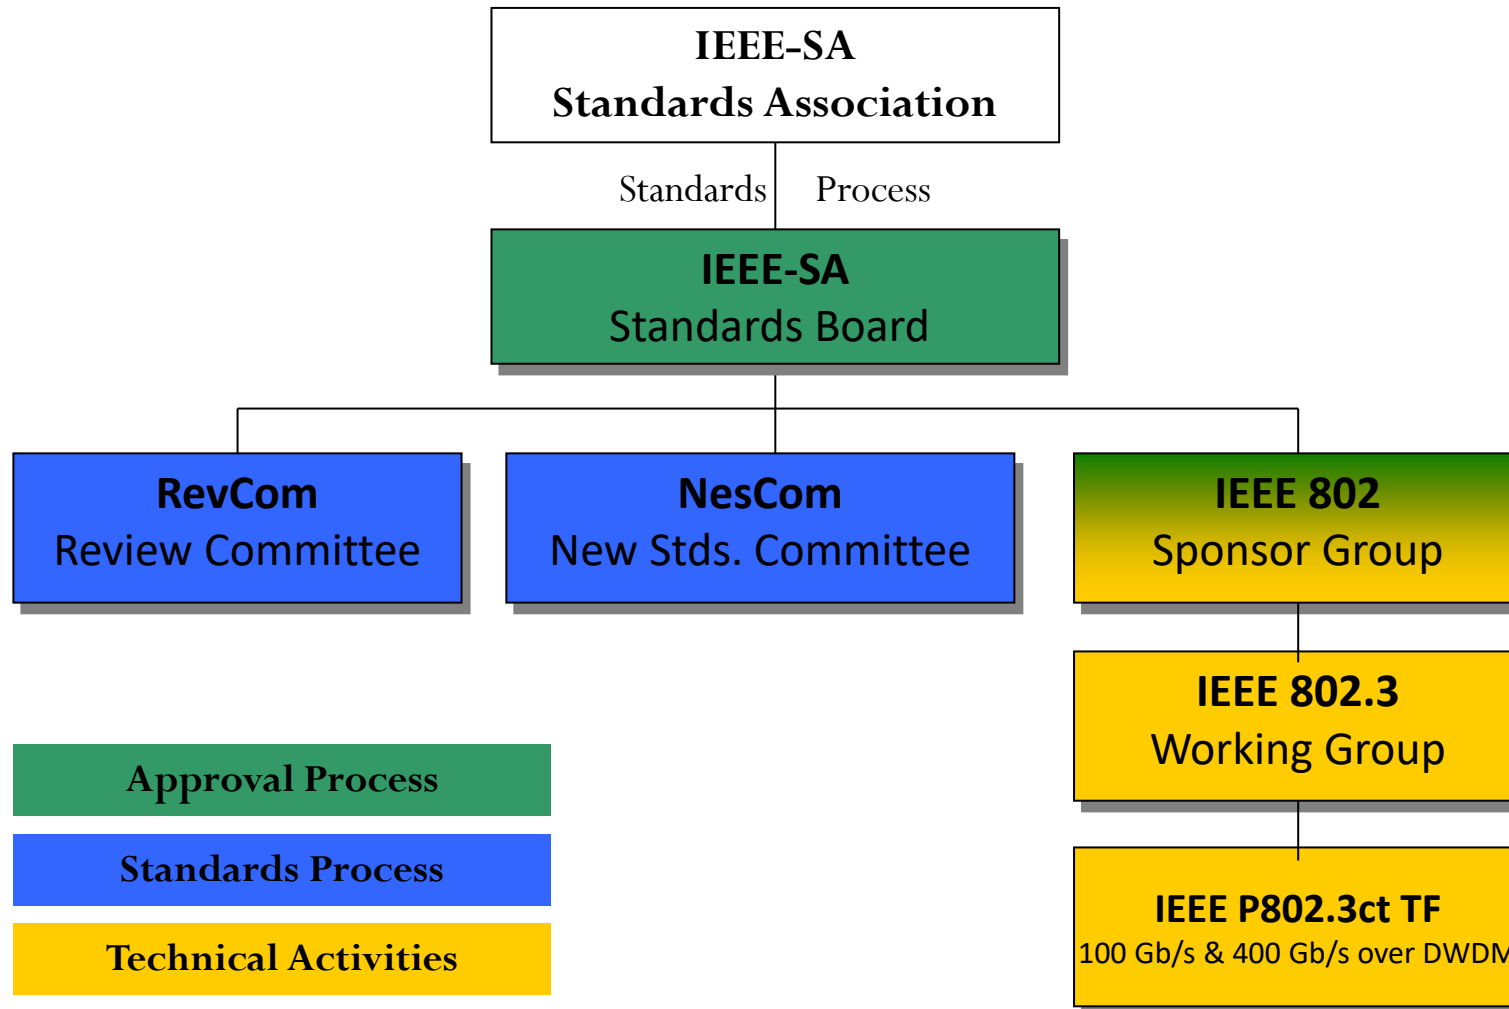 IEEE-SA
Standards Association
Standards Process
IEEE-SA
Standards Board
RevCom
Review Committee
NesCom
New Stds. Committee
IEEE 802
Sponsor Group
IEEE 802.3
Working Group
IEEE P802.3ct TF
100 Gb/s & 400 Gb/s over DWDM
Approval Process
Standards Process
Technical Activities